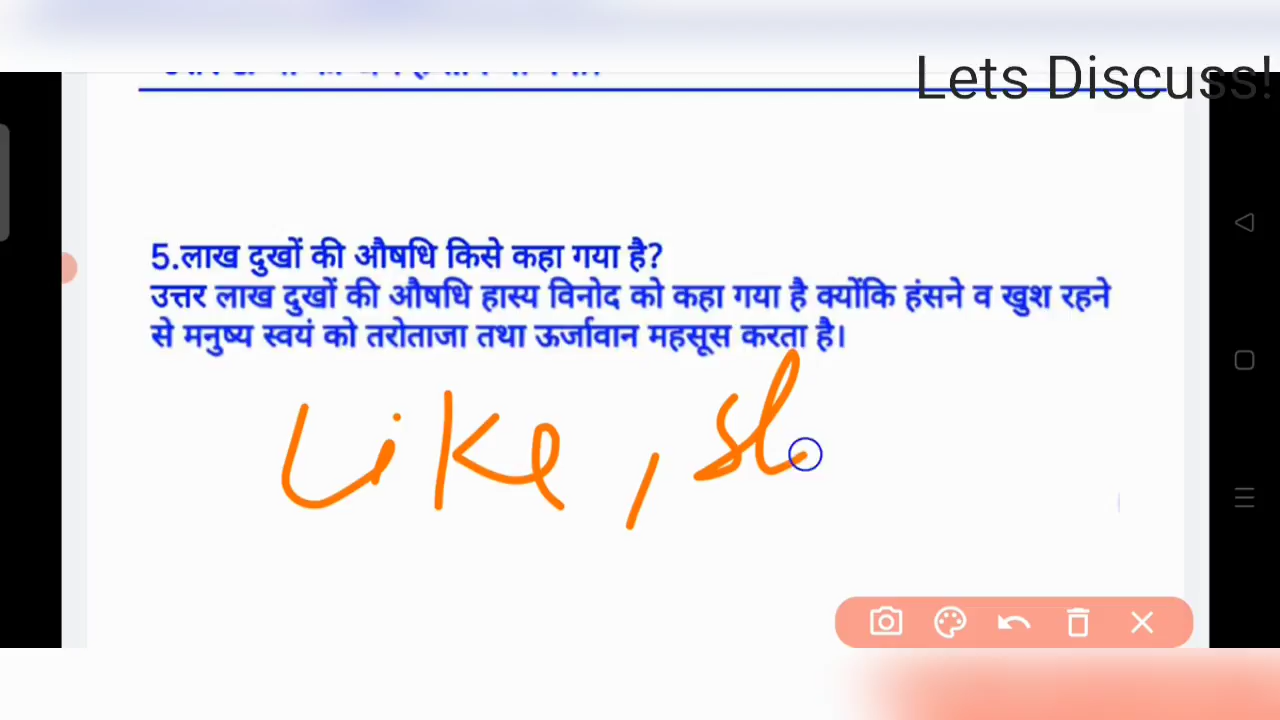 Lets Discuss!
5.लाख दुखों की औषधि किसे कहा गया है?
उत्तर लाख दुखों की औषधि हास्य विनोद को कहा गया है क्योंकि हंसने व खुश रहने
से मनुष्य स्वयं को तरोताजा तथा ऊर्जावान महसूस करता है।
Like, sh